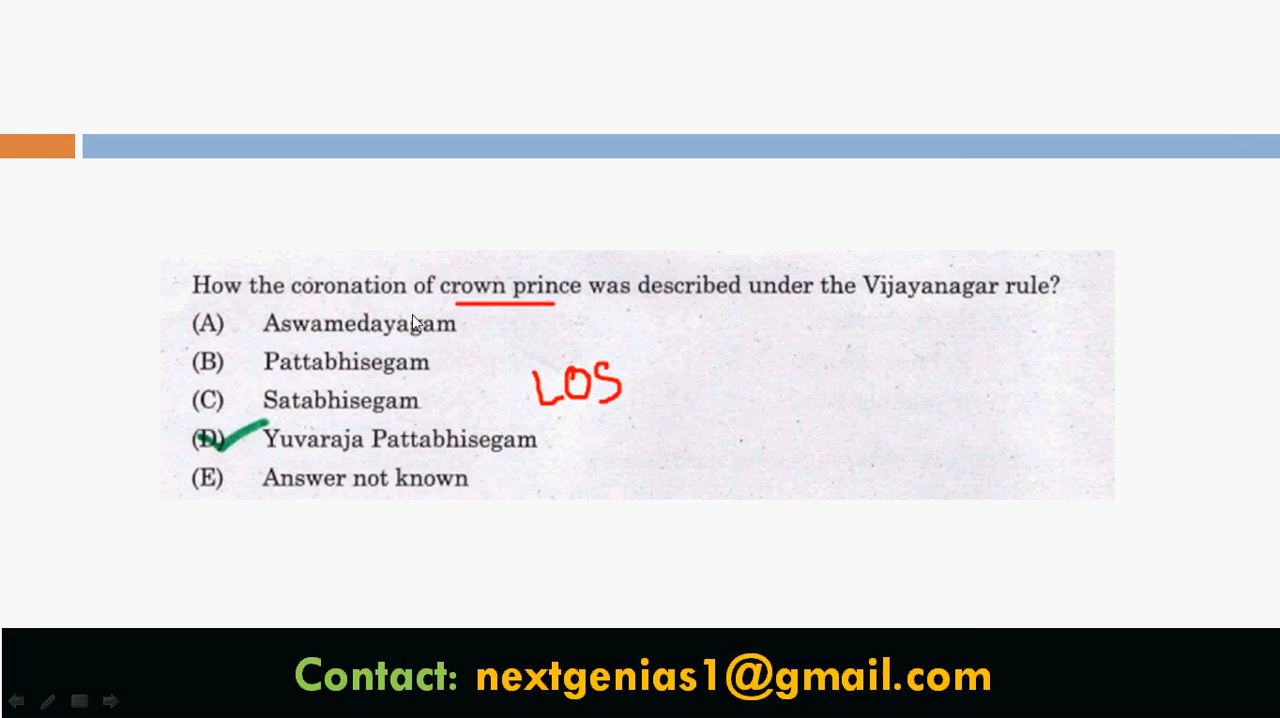 How the coronation of crown prince was described under the Vijayanagar rule?
(A) Aswamedayagam
(B) Pattabhisegam
(C) Satabhisegam
LOS
(D) Yuvaraja Pattabhisegam
(E) Answer not known
Contact: nextgenias1@gmail.com